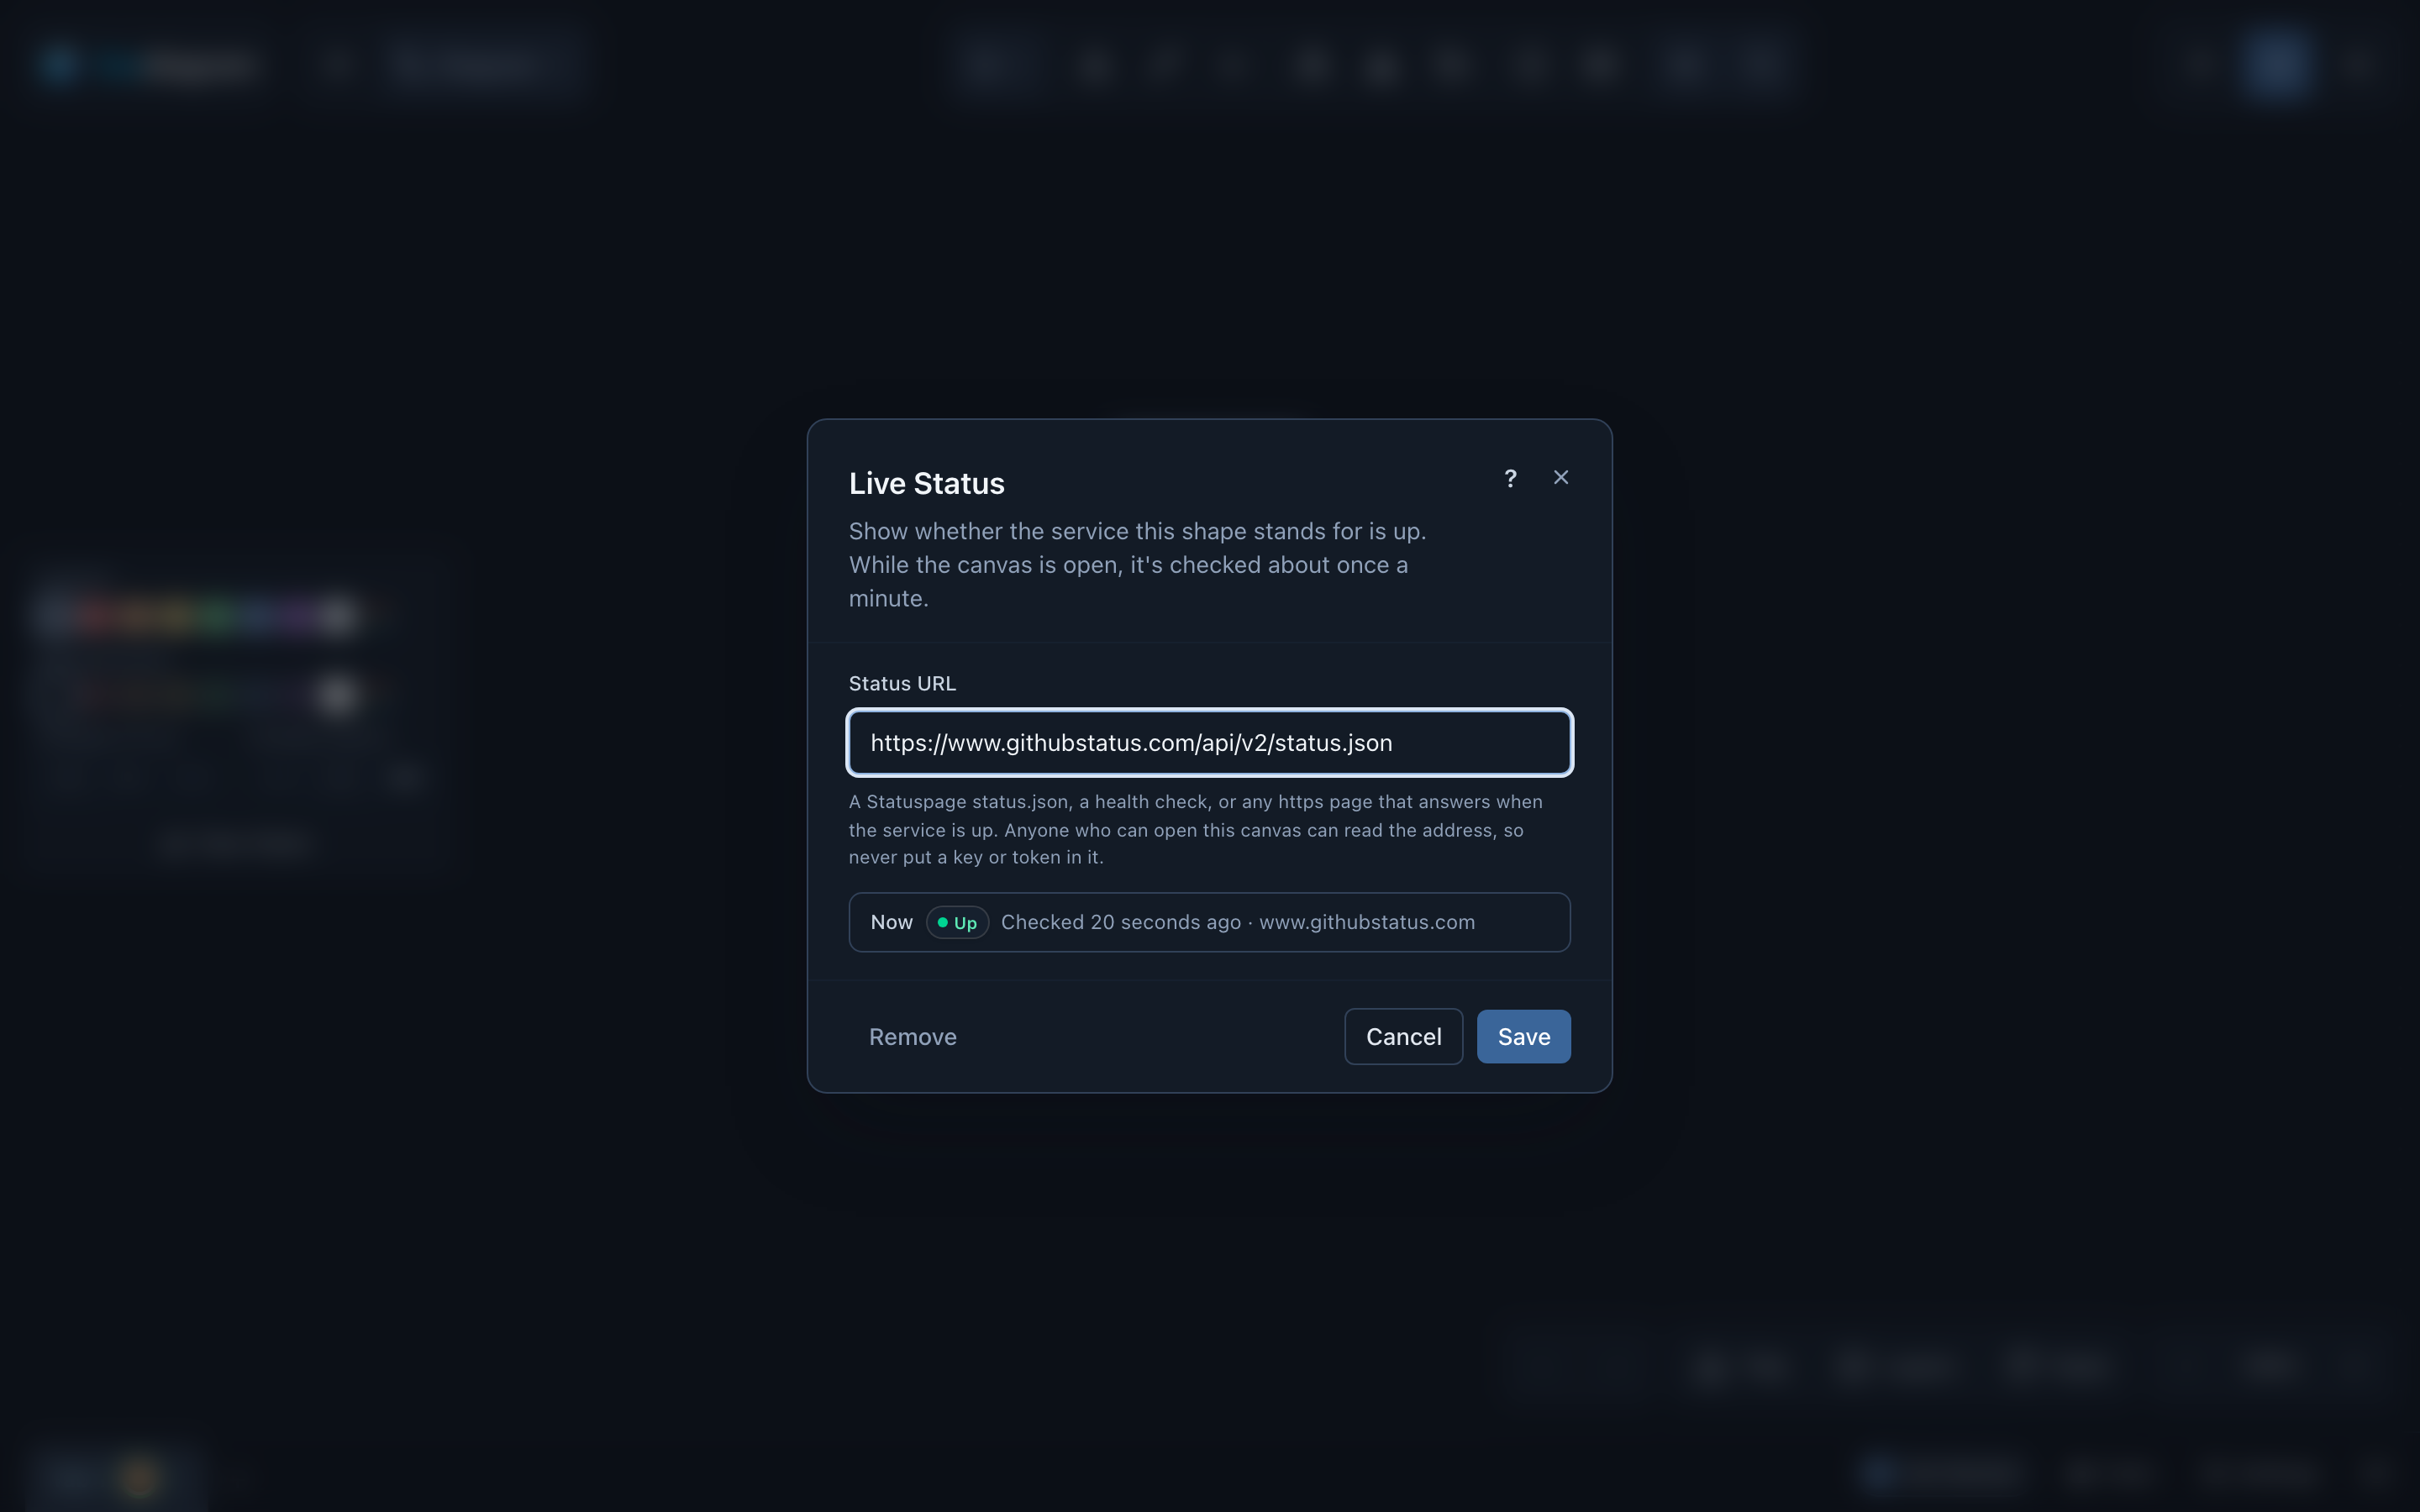 Live Status
?
Show whether the service this shape stands for is up.
While the canvas is open, it's checked about once a
minute.
Status URL
https://www.githubstatus.com/api/v2/status.json
A Statuspage status.json, a health check, or any https page that answers when
the service is up. Anyone who can open this canvas can read the address, so
never put a key or token in it.
Now Up Checked 20 seconds ago · www.githubstatus.com
Remove Cancel Save